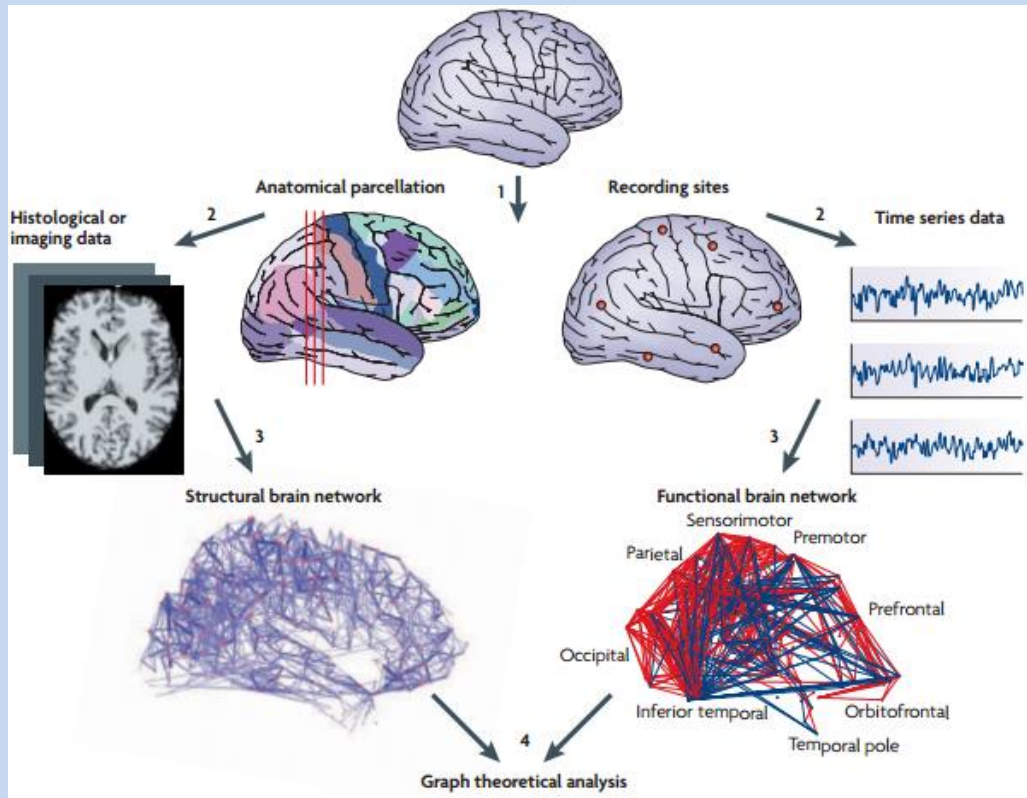 Anatomical parcellation
1
Recording sites
Histological or
imaging data
2
2
Time series data
3
3
Structural brain network
Functional brain network
Sensorimotor
Premotor
Parietal
Prefrontal
Occipital
Inferior temporal
Orbitofrontal
Temporal pole
4
Graph theoretical analysis